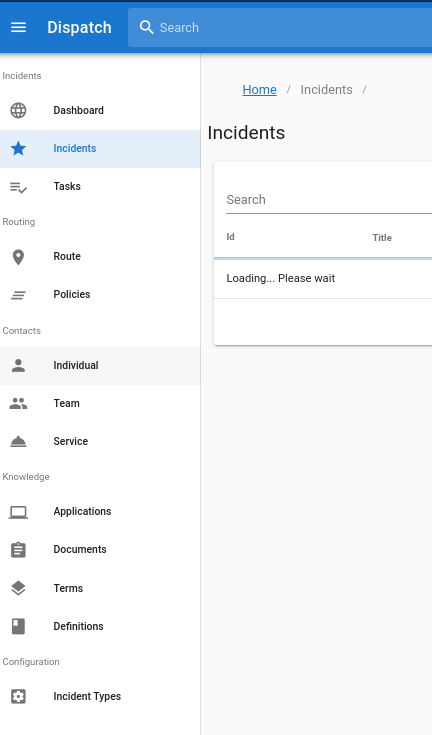 Dispatch
Search
Incidents
Dashboard
Incidents
Tasks
Routing
Route
Policies
Contacts
Individual
Team
Service
Knowledge
Applications
Documents
Terms
Definitions
Configuration
Incident Types
Home / Incidents /
Incidents
Search
Id Title
Loading... Please wait